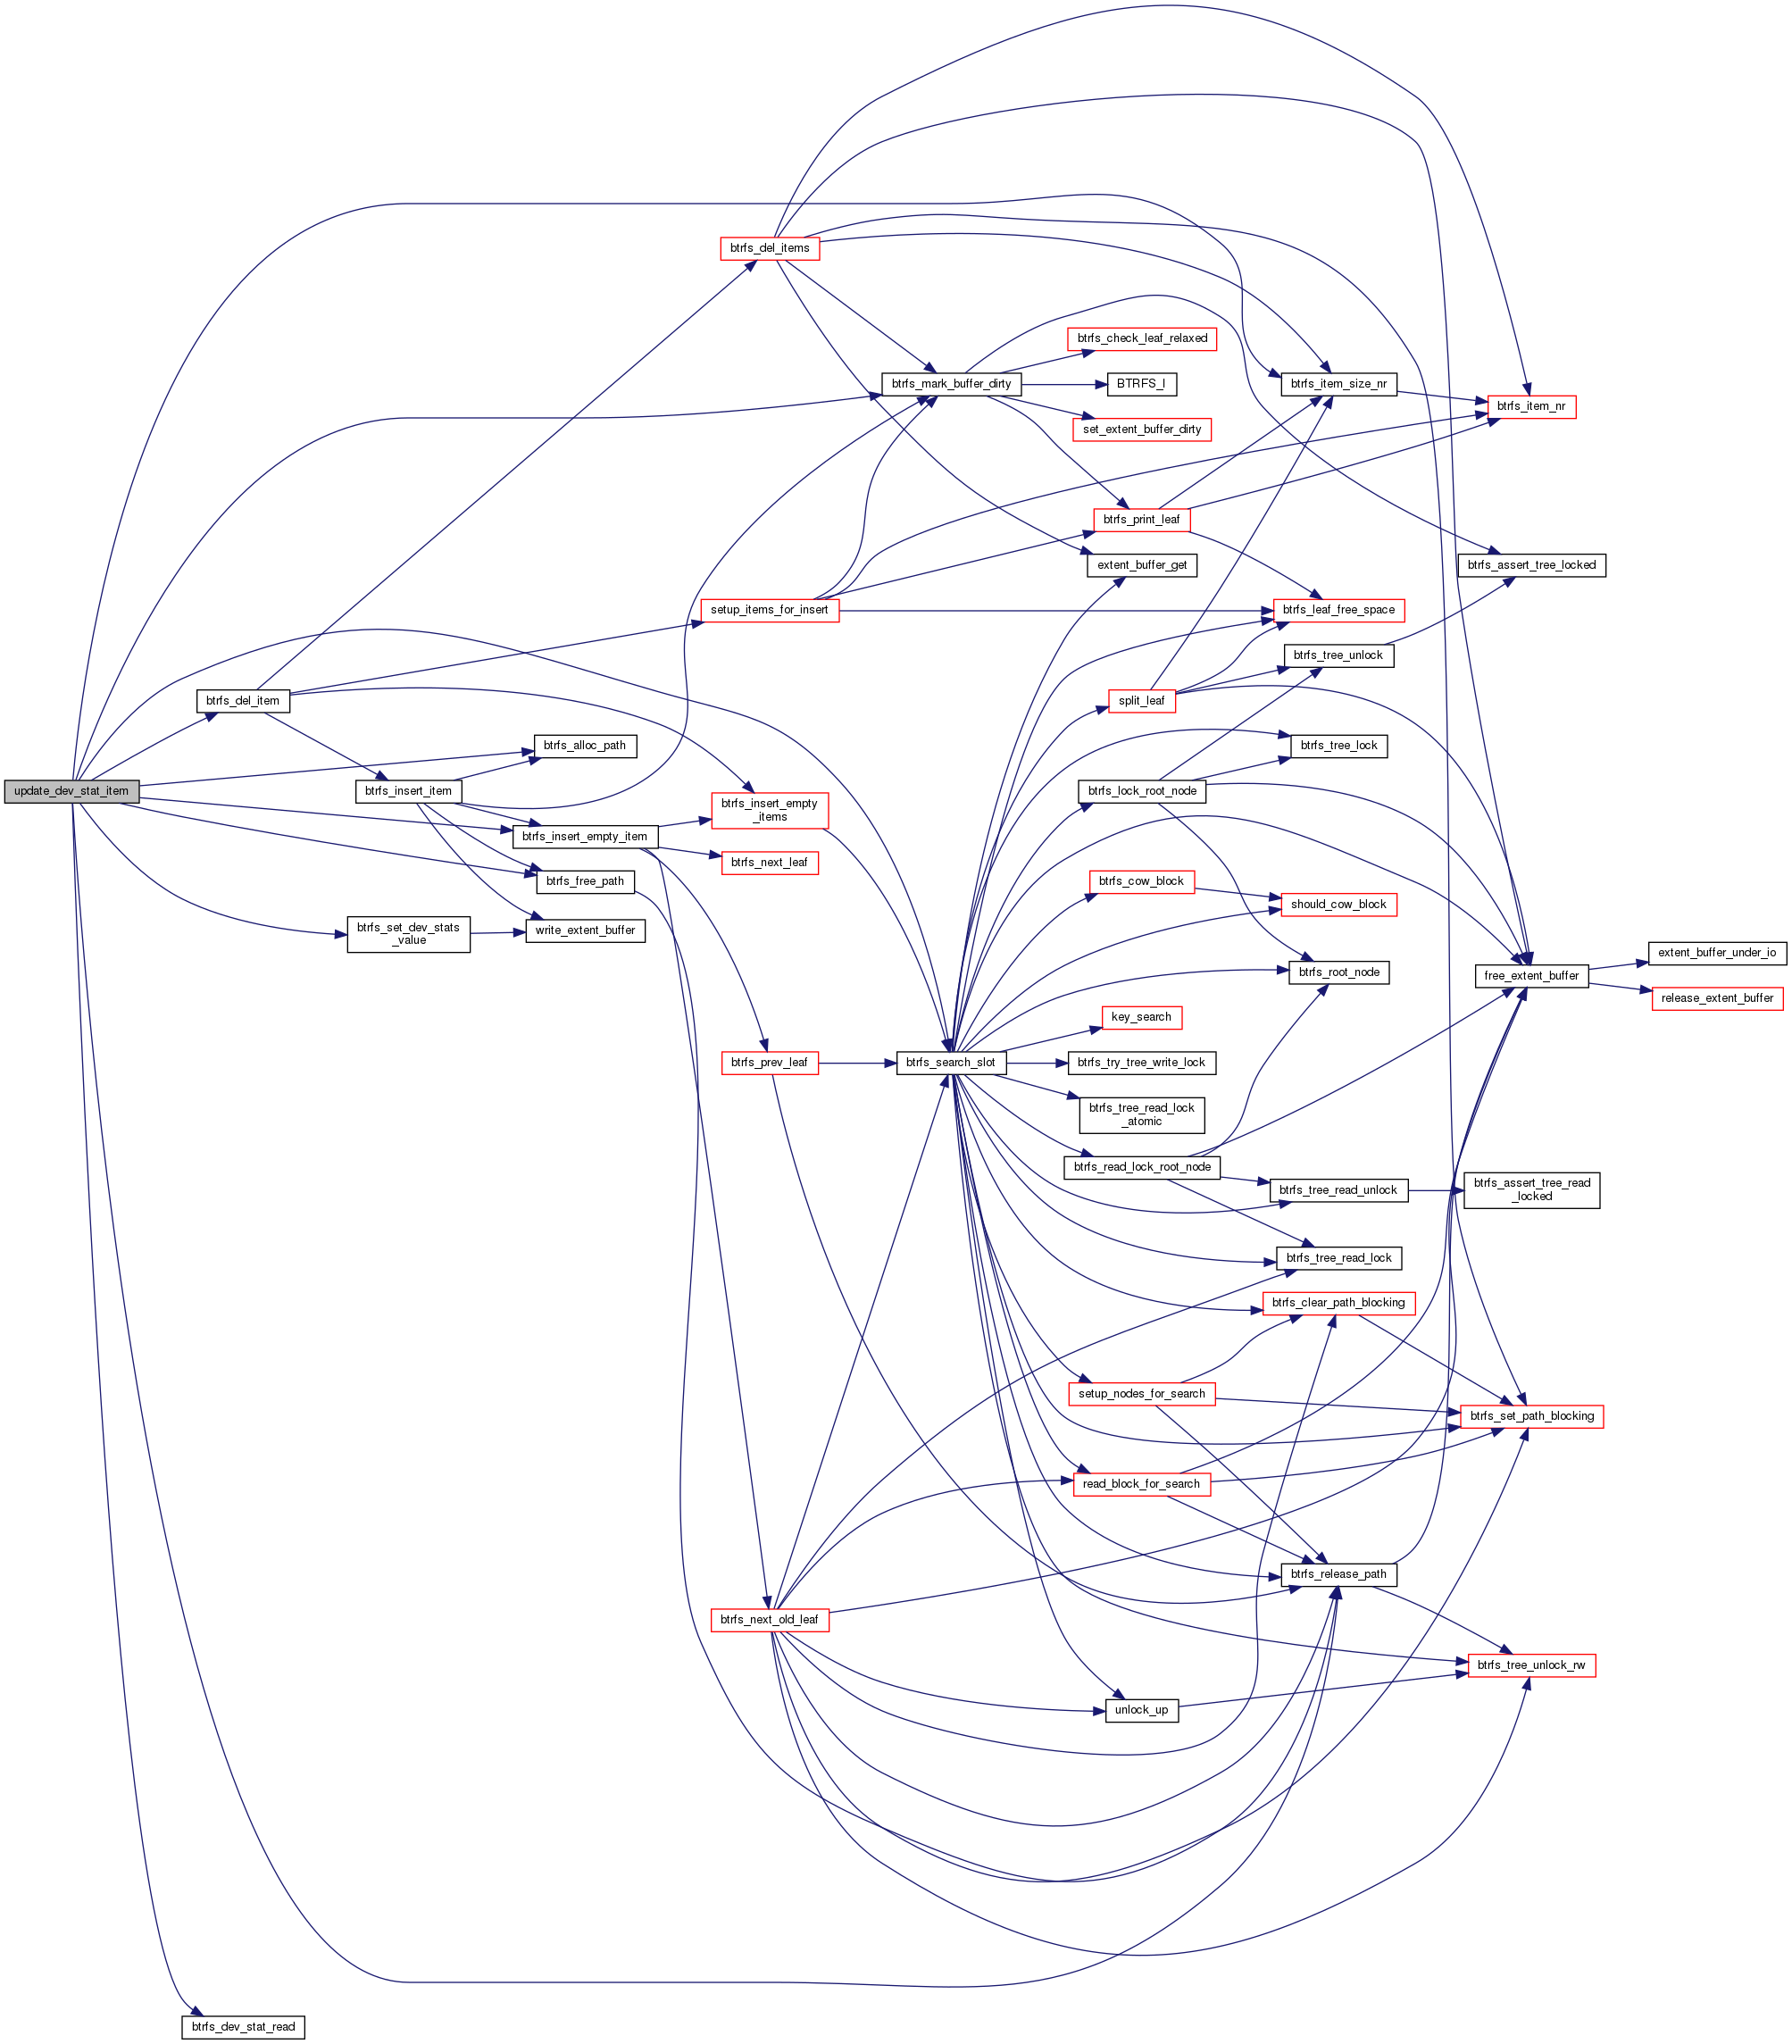 btrfs_del_items
btrfs_check_leaf_relaxed
btrfs_mark_buffer_dirty
BTRFS_I
btrfs_item_size_nr
btrfs_item_nr
set_extent_buffer_dirty
btrfs_print_leaf
extent_buffer_get
btrfs_assert_tree_locked
setup_items_for_insert
btrfs_leaf_free_space
btrfs_tree_unlock
btrfs_del_item
split_leaf
btrfs_alloc_path
btrfs_tree_lock
update_dev_stat_item
btrfs_insert_item
btrfs_lock_root_node
btrfs_insert_empty
_items
btrfs_insert_empty_item
btrfs_next_leaf
btrfs_free_path
btrfs_cow_block
should_cow_block
btrfs_set_dev_stats
_value
write_extent_buffer
extent_buffer_under_io
btrfs_root_node
free_extent_buffer
release_extent_buffer
key_search
btrfs_prev_leaf
btrfs_search_slot
btrfs_try_tree_write_lock
btrfs_tree_read_lock
_atomic
btrfs_read_lock_root_node
btrfs_tree_read_unlock
btrfs_assert_tree_read
_locked
btrfs_tree_read_lock
btrfs_clear_path_blocking
setup_nodes_for_search
btrfs_set_path_blocking
read_block_for_search
btrfs_release_path
btrfs_next_old_leaf
btrfs_tree_unlock_rw
unlock_up
btrfs_dev_stat_read